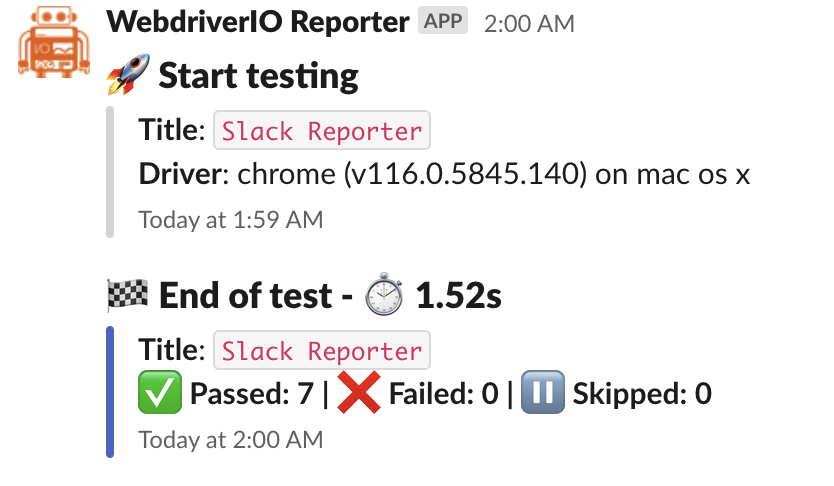 WebdriverIO Reporter APP 2:00 AM
🚀 Start testing
Title: Slack Reporter
Driver: chrome (v116.0.5845.140) on mac os x
Today at 1:59 AM
🏁 End of test - ⏱️ 1.52s
Title: Slack Reporter
✅ Passed: 7 | ❌ Failed: 0 | ⏸️ Skipped: 0
Today at 2:00 AM